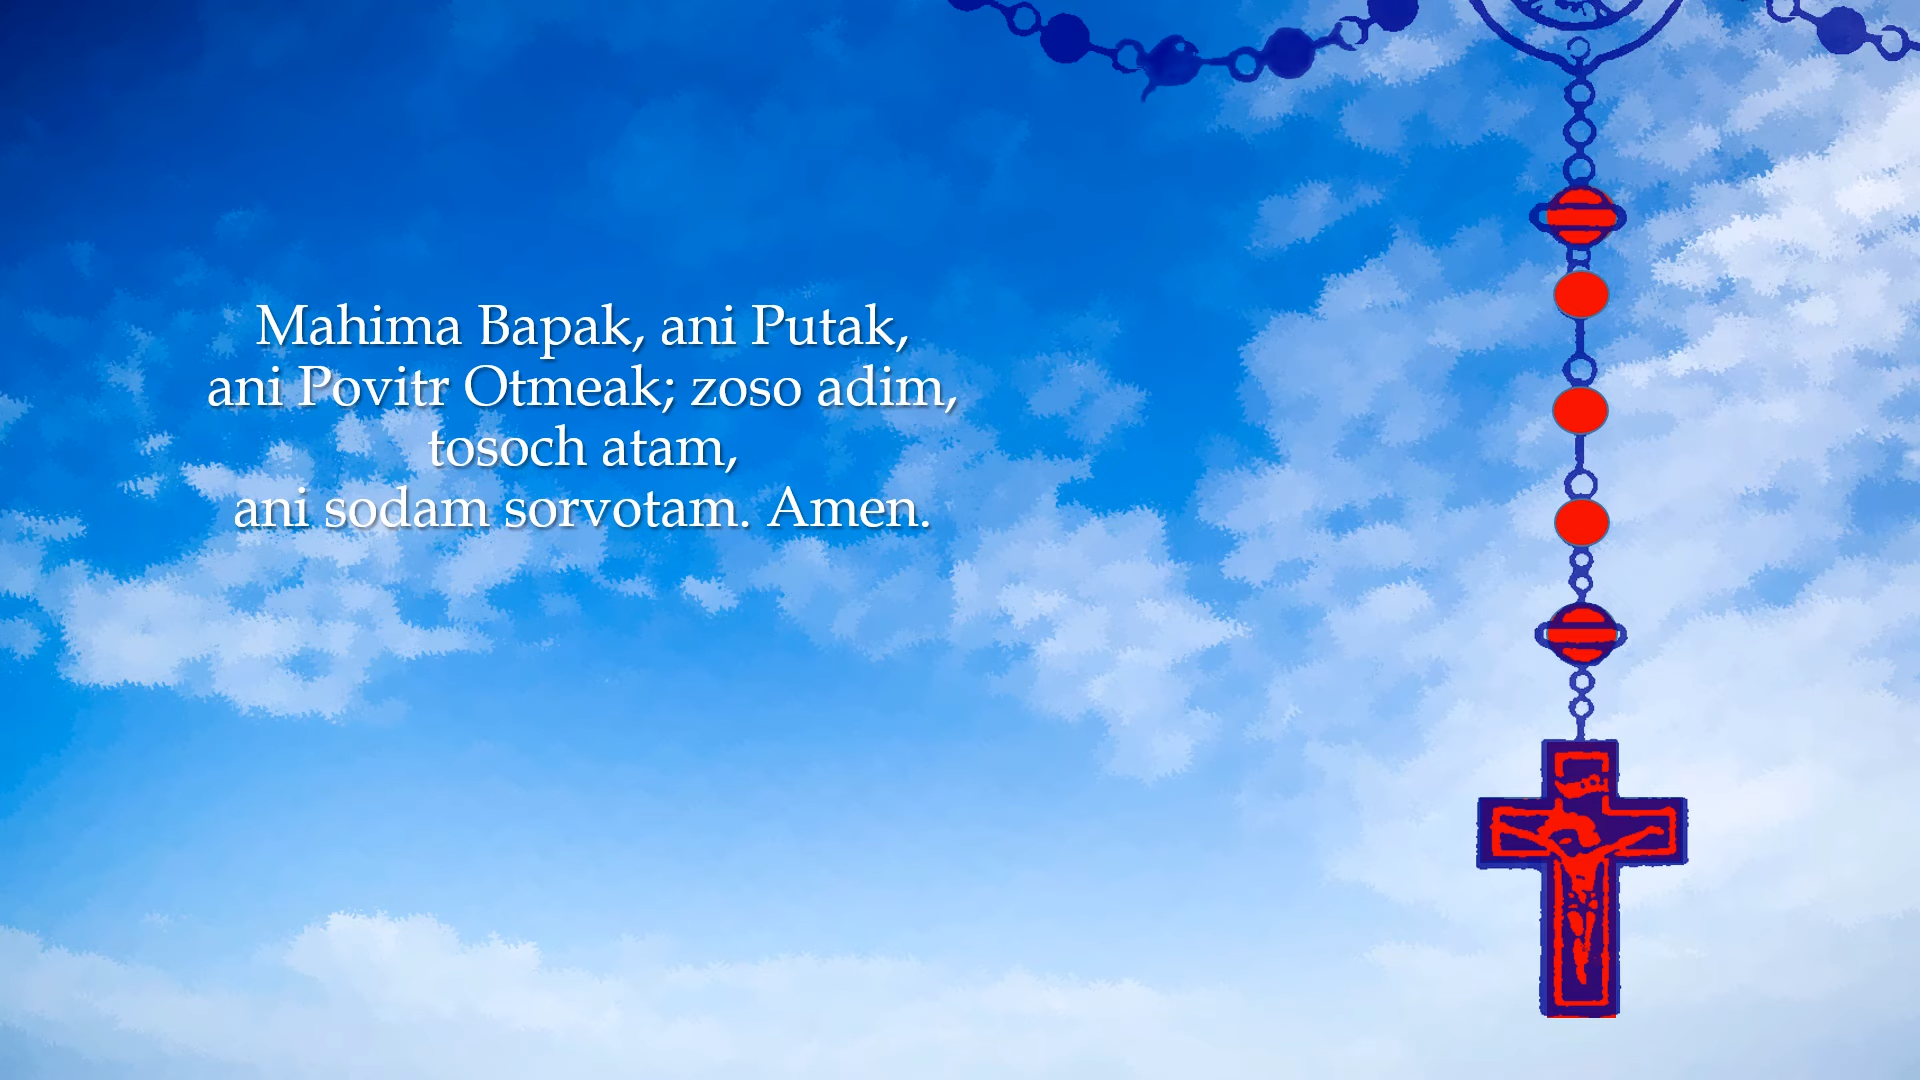 Mahima Bapak, ani Putak,
ani Povitr Otmeak; zoso adim,
tosoch atam,
ani sodam sorvotam. Amen.